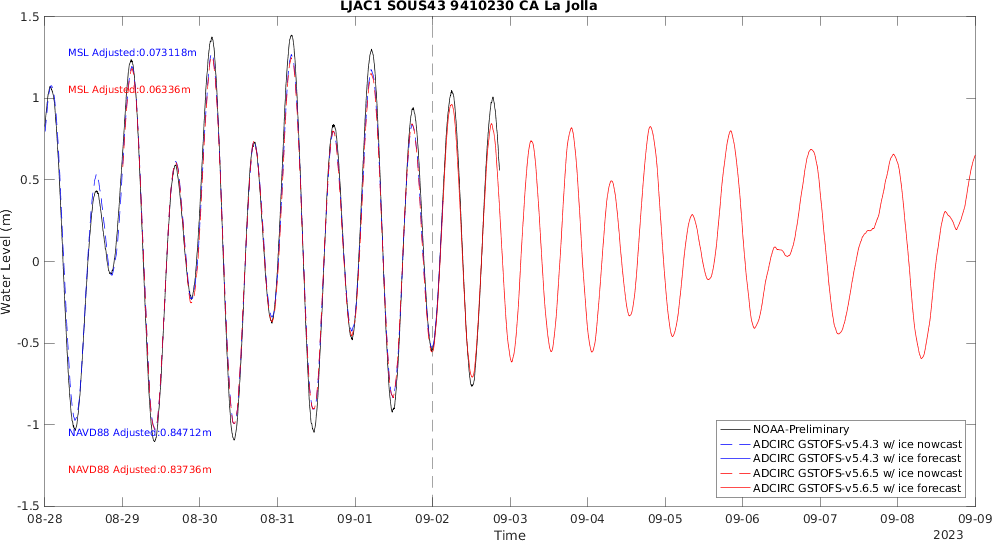 LJAC1 SOUS43 9410230 CA La Jolla
1.5
1
0.5
0
-0.5
-1
-1.5
Water Level (m)
MSL Adjusted:0.073118m
MSL Adjusted:0.06336m
NAVD88 Adjusted:0.84712m
NAVD88 Adjusted:0.83736m
NOAA-Preliminary
ADCIRC GSTOFS-v5.4.3 w/ ice nowcast
ADCIRC GSTOFS-v5.4.3 w/ ice forecast
ADCIRC GSTOFS-v5.6.5 w/ ice nowcast
ADCIRC GSTOFS-v5.6.5 w/ ice forecast
08-28 08-29 08-30 08-31 09-01 09-02 09-03 09-04 09-05 09-06 09-07 09-08 09-09
Time
2023